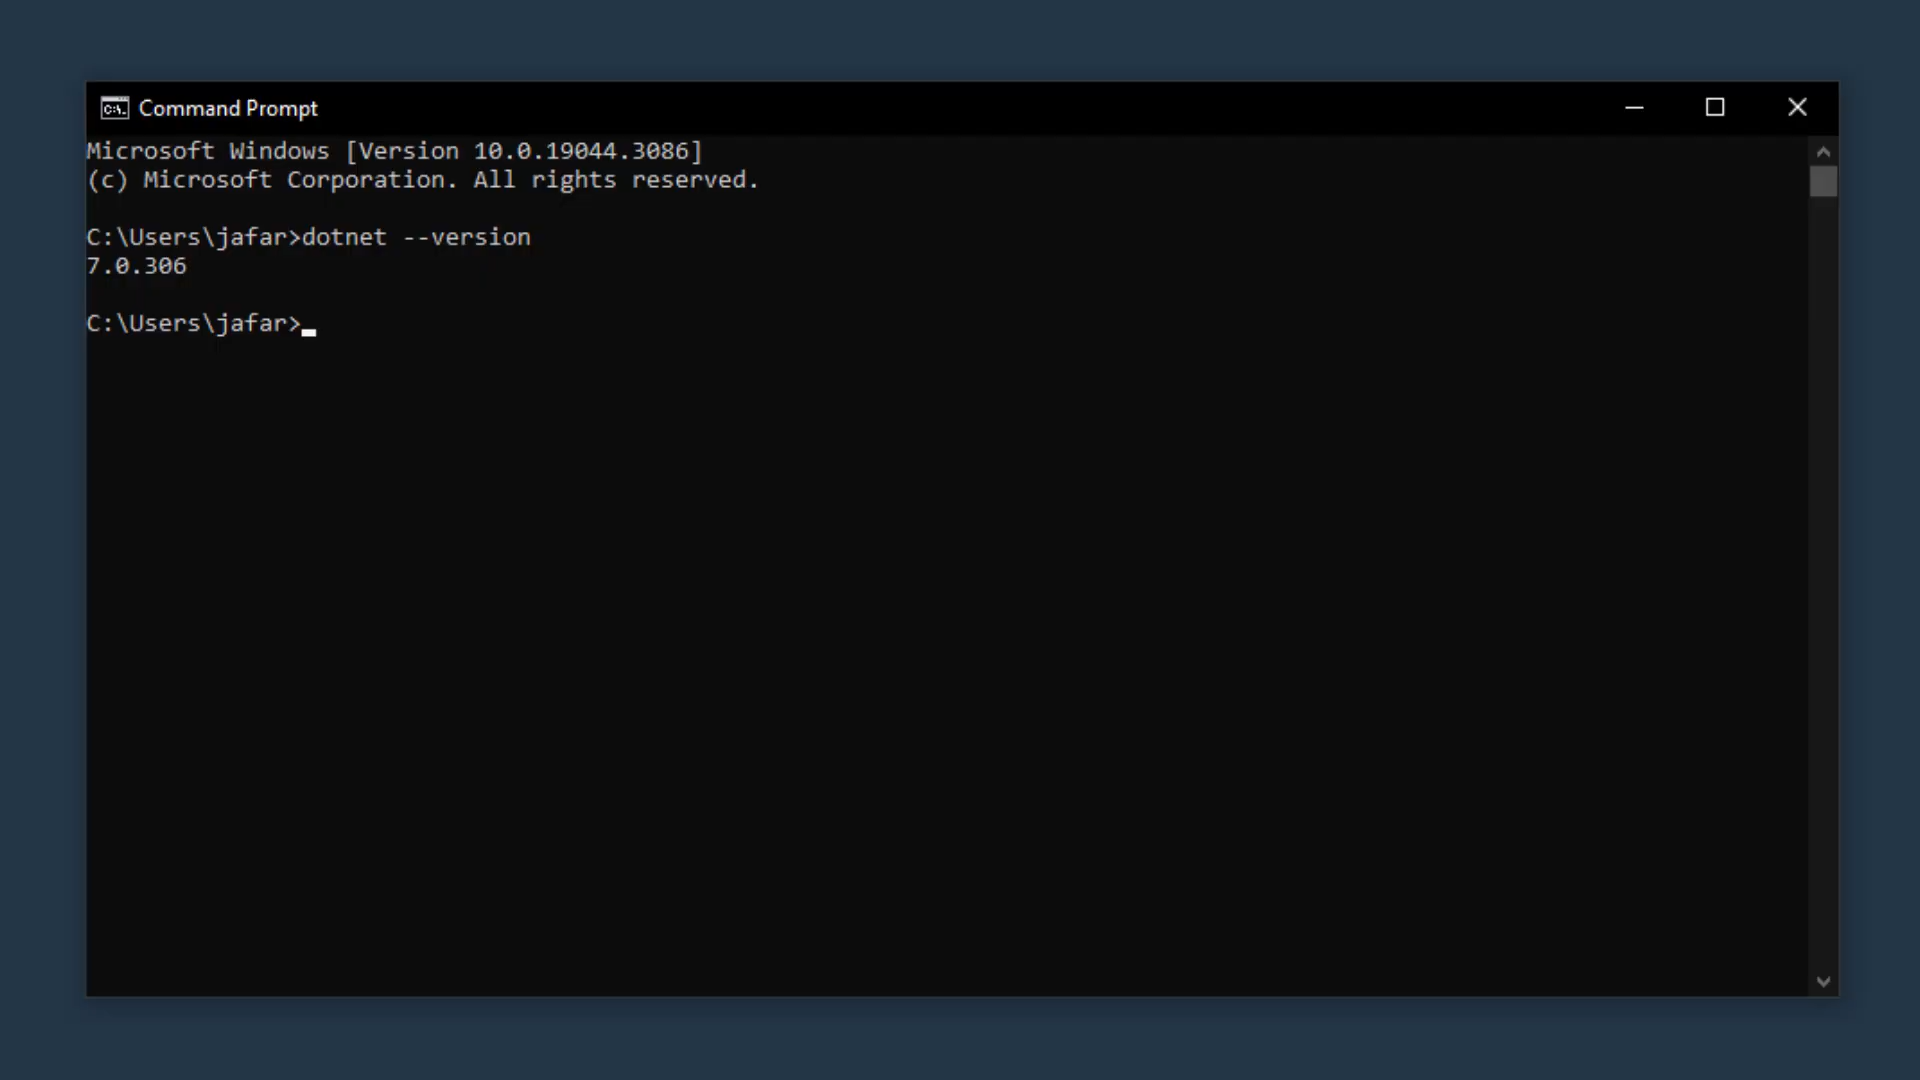 Command Prompt
Microsoft Windows [Version 10.0.19044.3086]
(c) Microsoft Corporation. All rights reserved.
C:\Users\jafar>dotnet --version
7.0.306
C:\Users\jafar>